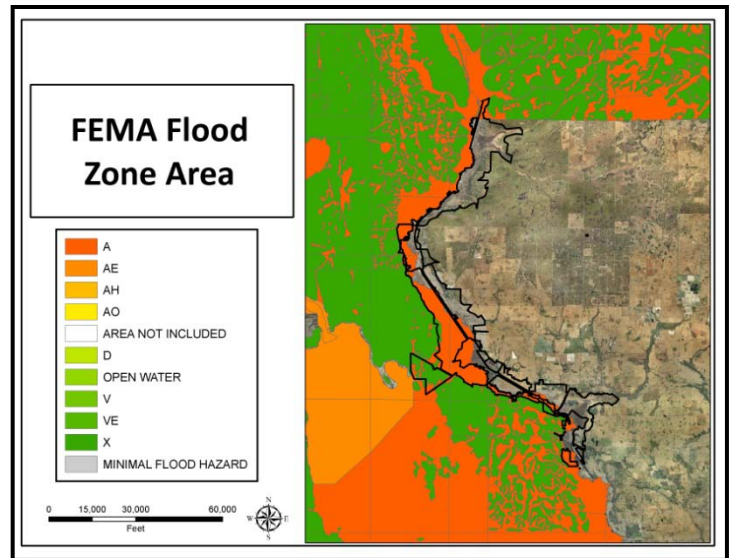 FEMA Flood
Zone Area
A
AE
AH
AO
AREA NOT INCLUDED
D
OPEN WATER
V
VE
X
MINIMAL FLOOD HAZARD
0 15,000 30,000 60,000
Feet
N
W E
S